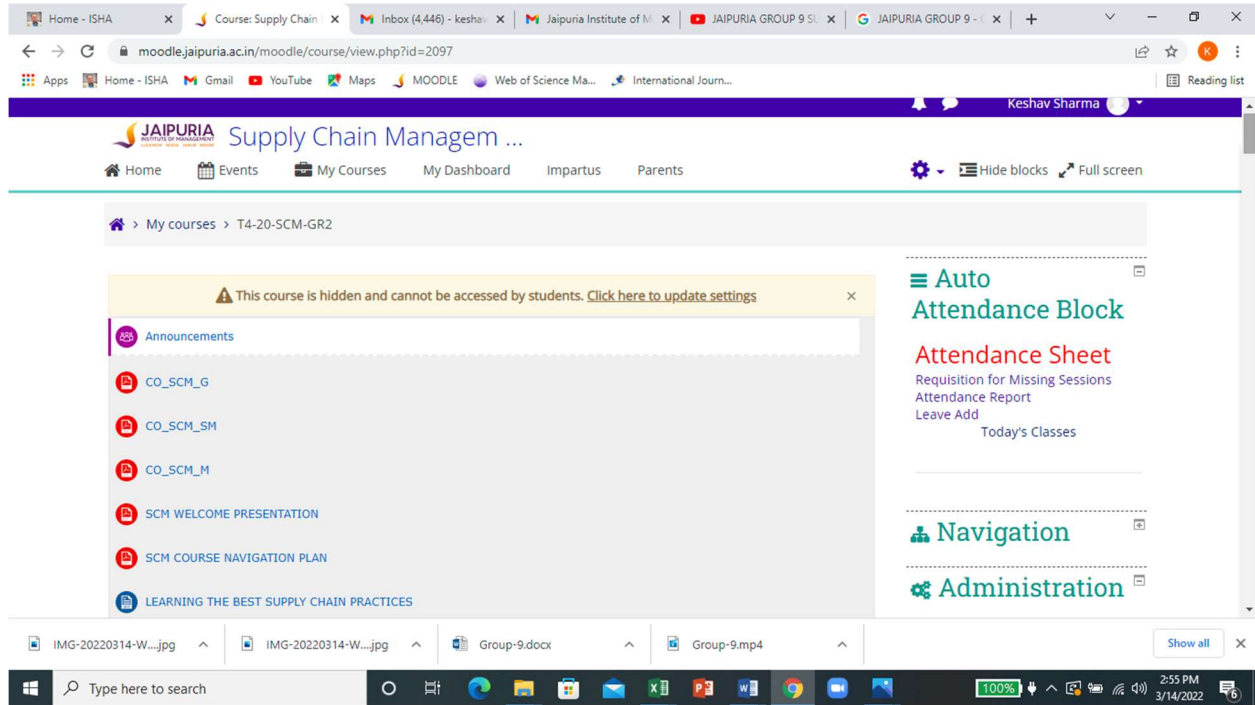 Home - ISHA
Course: Supply Chain
Inbox (4,446) - kesha
Jaipuria Institute of M
JAIPURIA GROUP 9 SU
JAIPURIA GROUP 9 -
moodle.jaipuria.ac.in/moodle/course/view.php?id=2097
K
Apps
Home - ISHA
Gmail
YouTube
Maps
MOODLE
Web of Science Ma...
International Journ...
Reading list
Keshav Sharma
JAIPURIA
INSTITUTE OF MANAGEMENT
Supply Chain Managem ...
Home
Events
My Courses
My Dashboard
Impartus
Parents
Hide blocks
Full screen
> My courses > T4-20-SCM-GR2
This course is hidden and cannot be accessed by students. Click here to update settings
Announcements
CO_SCM_G
CO_SCM_SM
CO_SCM_M
SCM WELCOME PRESENTATION
SCM COURSE NAVIGATION PLAN
LEARNING THE BEST SUPPLY CHAIN PRACTICES
Auto
Attendance Block
Attendance Sheet
Requisition for Missing Sessions
Attendance Report
Leave Add
Today's Classes
Navigation
Administration
IMG-20220314-W....jpg
IMG-20220314-W....jpg
Group-9.docx
Group-9.mp4
Show all
Type here to search
100%
2:55 PM
3/14/2022
6